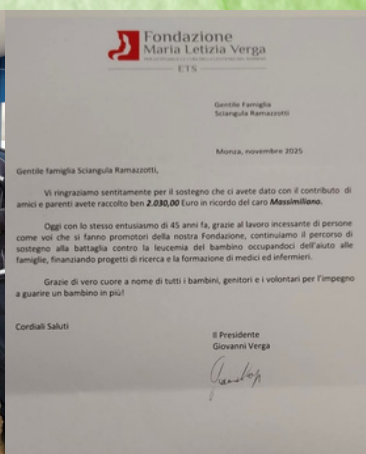 Fondazione
Maria Letizia Verga
ETS
Gentile Famiglia
Sciangula Ramazzotti
Monza, novembre 2025
Gentile famiglia Sciangula Ramazzotti,
Vi ringraziamo sentitamente per il sostegno che ci avete dato con il contributo di
amici e parenti avete raccolto ben 2.030,00 Euro in ricordo del caro Massimiliano.
Oggi con lo stesso entusiasmo di 45 anni fa, grazie al lavoro incessante di persone
come voi che si fanno promotori della nostra Fondazione, continuiamo il percorso di
sostegno alla battaglia contro la leucemia del bambino occupandoci dell'aiuto alle
famiglie, finanziando progetti di ricerca e la formazione di medici ed infermieri.
Grazie di vero cuore a nome di tutti i bambini, genitori e i volontari per l'impegno
a guarire un bambino in più!
Cordiali Saluti
Il Presidente
Giovanni Verga